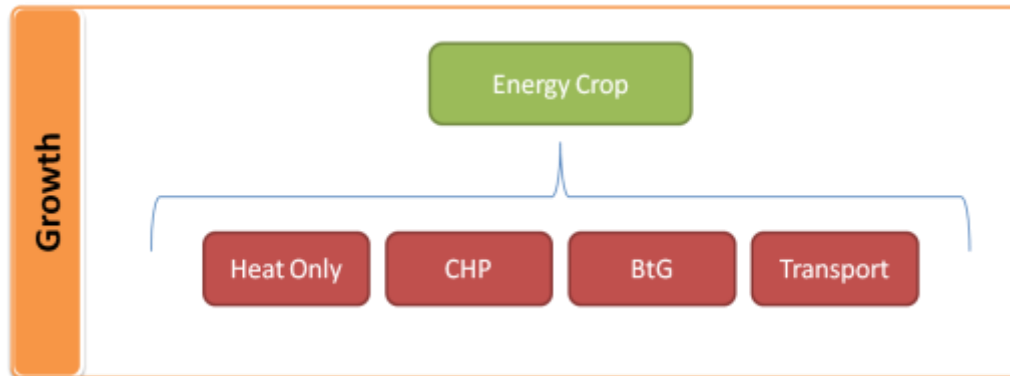 Growth
Energy Crop
Heat Only
CHP
BtG
Transport